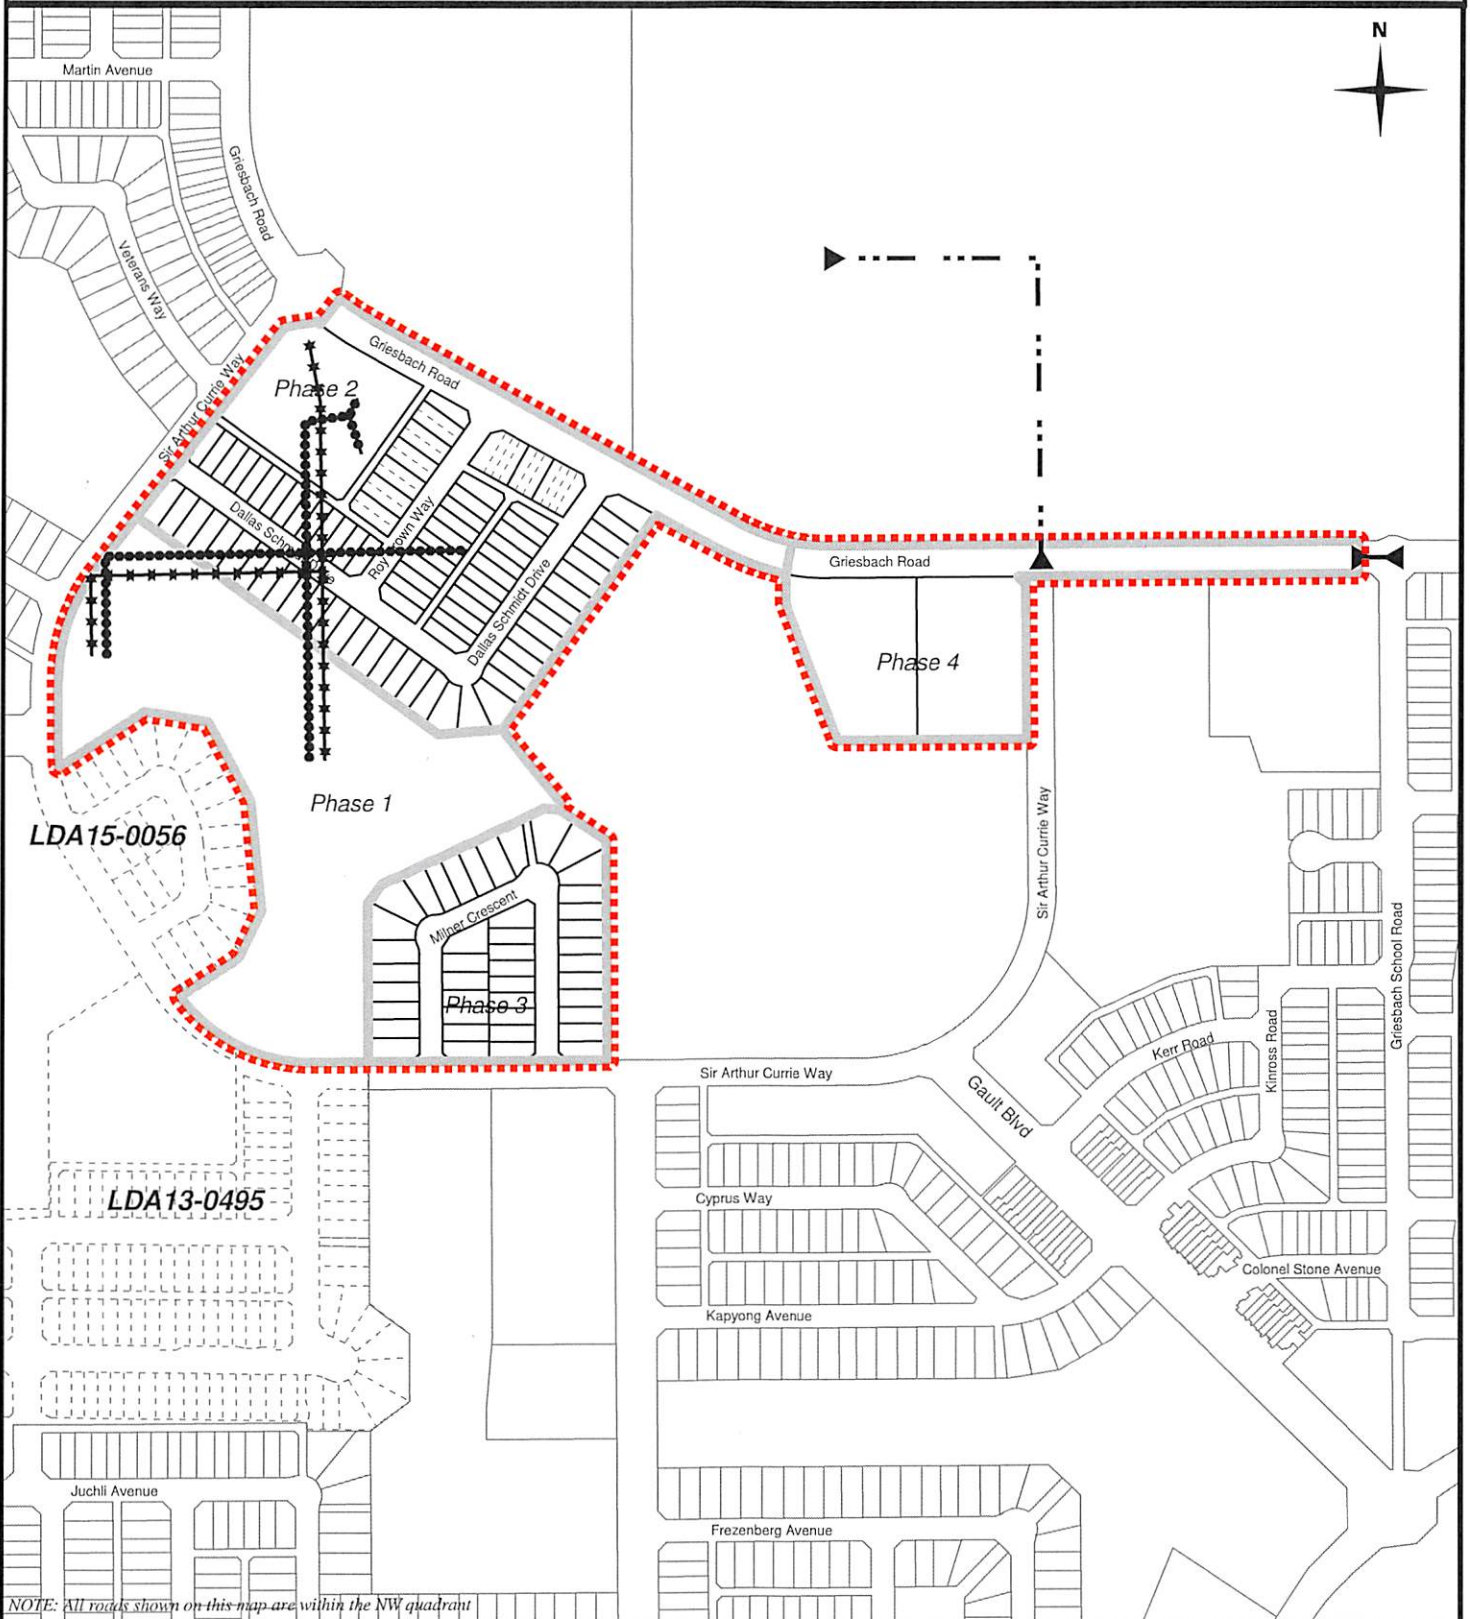 N
Martin Avenue
Griesbach Road
Veterans Way
Griesbach Road
Phase 2
Sir Arthur Currie Way
Dallas Schmidt Drive
Roy Brown Way
Dallas Schmidt Drive
Griesbach Road
Phase 4
Phase 1
LDA15-0056
Sir Arthur Currie Way
Milner Crescent
Griesbach School Road
Phase 3
Kerr Road
Kinross Road
Sir Arthur Currie Way
Gault Blvd
Cyprus Way
LDA13-0495
Colonel Stone Avenue
Kapyong Avenue
Juchli Avenue
Frezenberg Avenue
NOTE: All roads shown on this map are within the NW quadrant